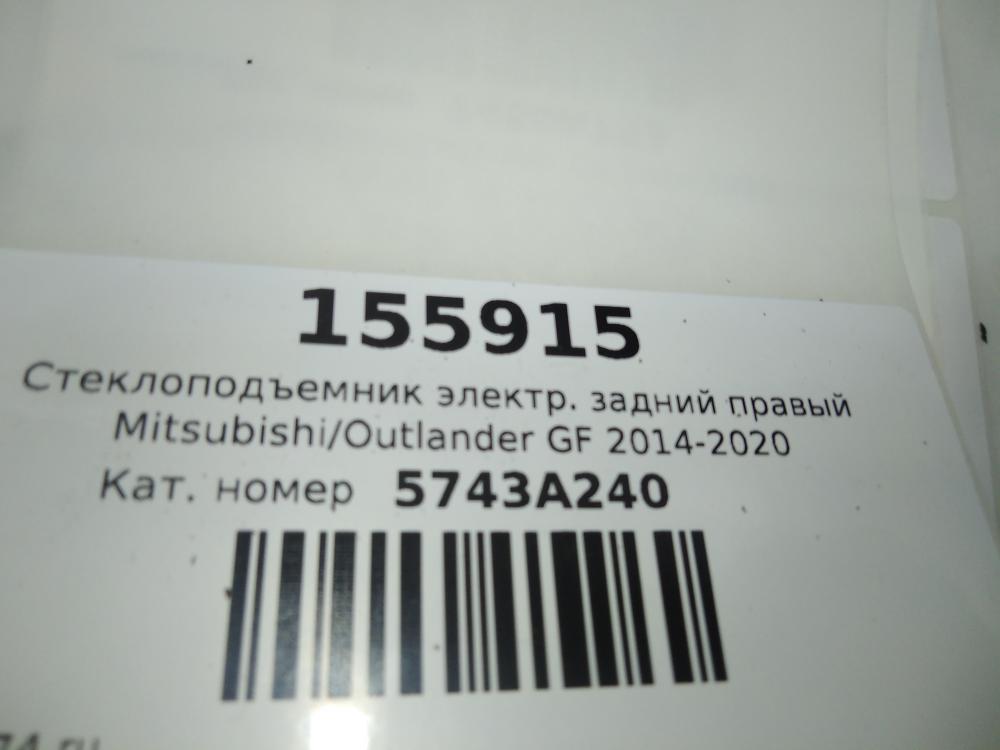 155915
Стеклоподъемник электр. задний правый
Mitsubishi/Outlander GF 2014-2020
Кат. номер 5743A240